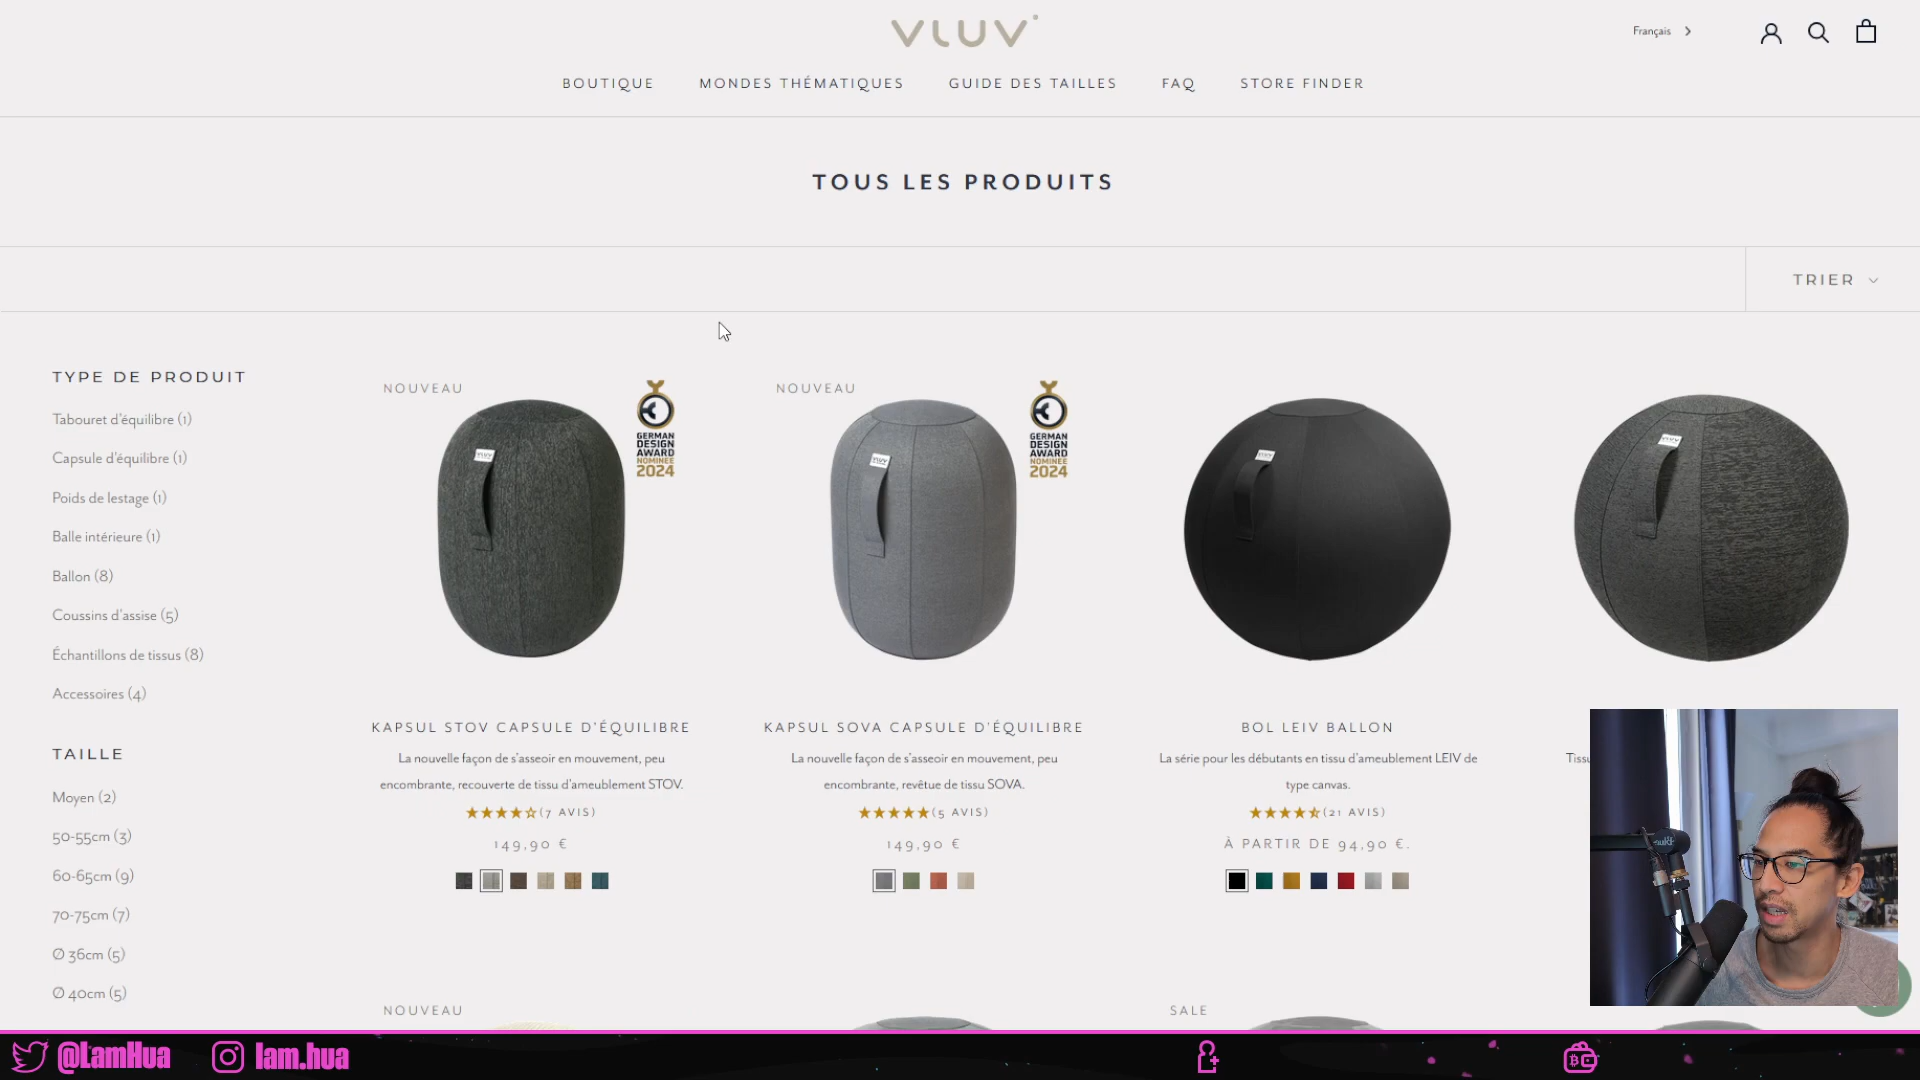 VLUV
Français
BOUTIQUE
MONDES THÉMATIQUES
GUIDE DES TAILLES
FAQ
STORE FINDER
TOUS LES PRODUITS
TRIER
TYPE DE PRODUIT
Tabouret d'équilibre (1)
Capsule d'équilibre (1)
Poids de lestage (1)
Balle intérieure (1)
Ballon (8)
Coussins d'assise (5)
Échantillons de tissus (8)
Accessoires (4)
TAILLE
Moyen (2)
50-55cm (3)
60-65cm (9)
70-75cm (7)
Ø 36cm (5)
Ø 40cm (5)
NOUVEAU
GERMAN
DESIGN
AWARD
NOMINEE
2024
VLUV
KAPSUL STOV CAPSULE D'ÉQUILIBRE
La nouvelle façon de s'asseoir en mouvement, peu
encombrante, recouverte de tissu d'ameublement STOV.
(7 AVIS)
149,90 €
NOUVEAU
GERMAN
DESIGN
AWARD
NOMINEE
2024
VLUV
KAPSUL SOVA CAPSULE D'ÉQUILIBRE
La nouvelle façon de s'asseoir en mouvement, peu
encombrante, revêtue de tissu SOVA.
(5 AVIS)
149,90 €
VLUV
BOL LEIV BALLON
La série pour les débutants en tissu d'ameublement LEIV de
type canvas.
(21 AVIS)
À PARTIR DE 94,90 €.
VLUV
NOUVEAU
SALE
@LamHua
lam.hua